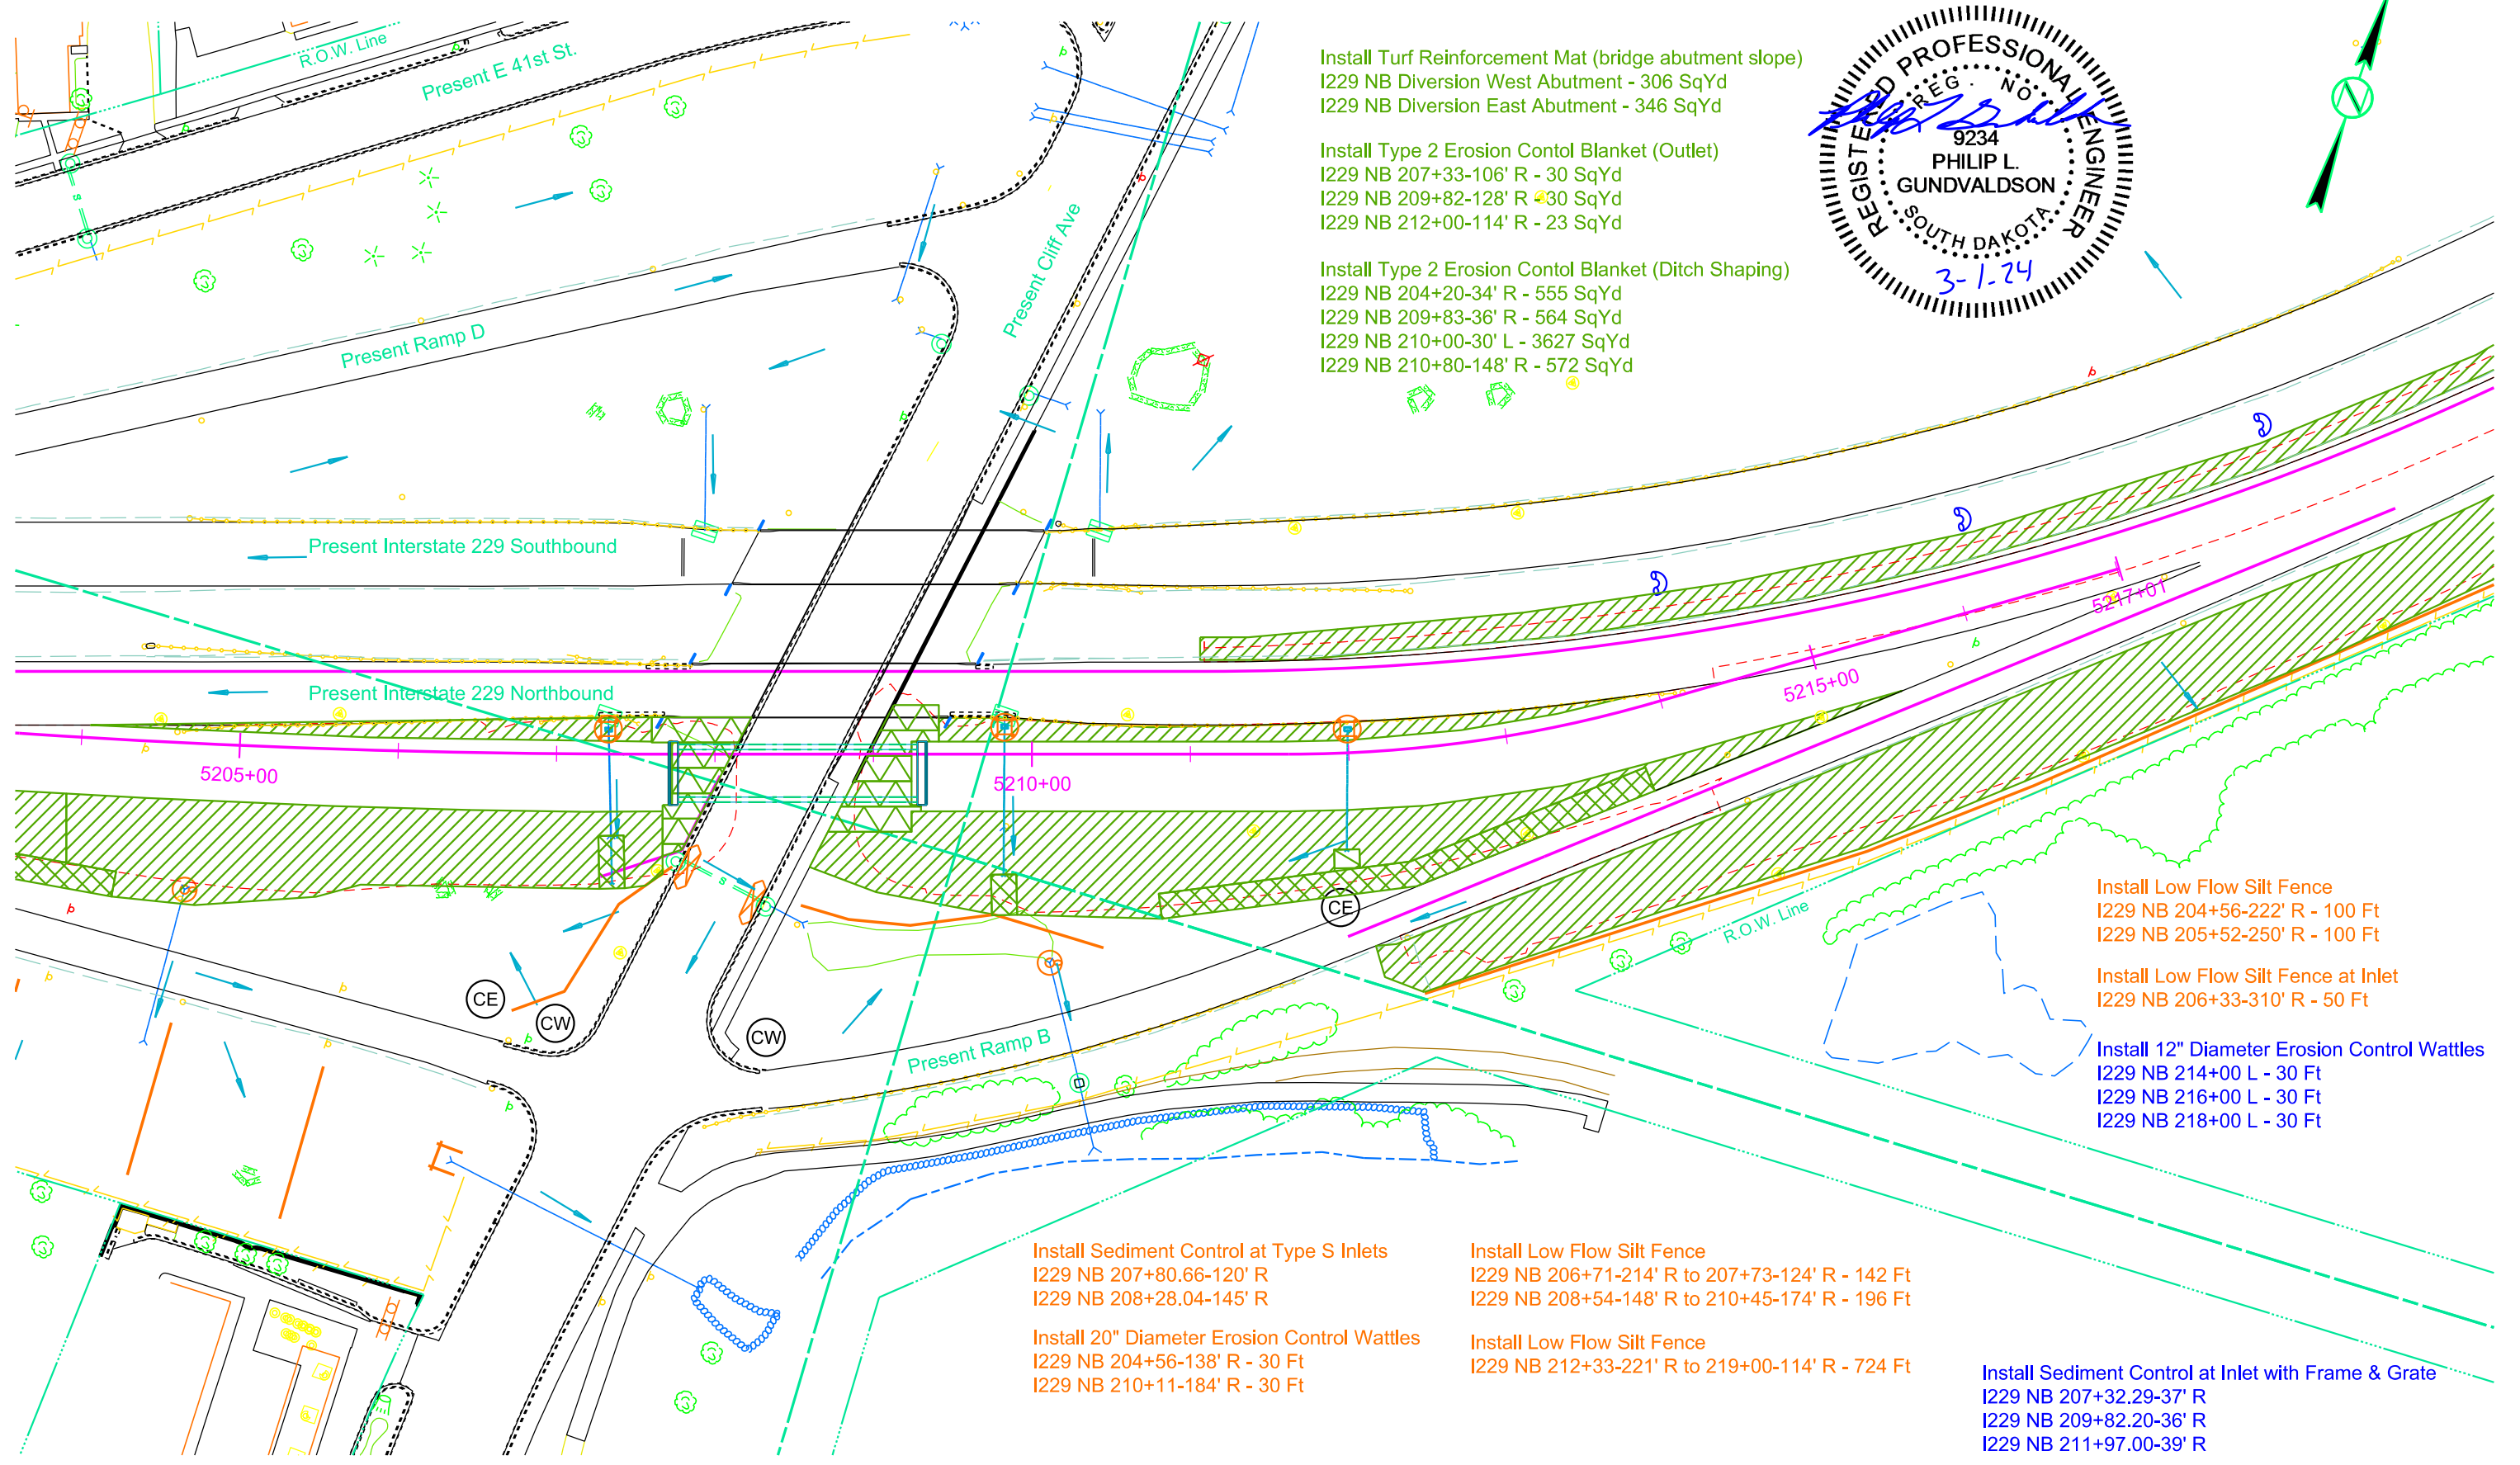 R.O.W. Line
Present E 41st St.
Install Turf Reinforcement Mat (bridge abutment slope)
I229 NB Diversion West Abutment - 306 SqYd
I229 NB Diversion East Abutment - 346 SqYd
Install Type 2 Erosion Contol Blanket (Outlet)
I229 NB 207+33-106' R - 30 SqYd
I229 NB 209+82-128' R - 30 SqYd
I229 NB 212+00-114' R - 23 SqYd
Install Type 2 Erosion Contol Blanket (Ditch Shaping)
I229 NB 204+20-34' R - 555 SqYd
I229 NB 209+83-36' R - 564 SqYd
I229 NB 210+00-30' L - 3627 SqYd
I229 NB 210+80-148' R - 572 SqYd
REGISTERED PROFESSIONAL ENGINEER
REG. NO
9234
PHILIP L.
GUNDVALDSON
SOUTH DAKOTA
3-1-24
N
Present Cliff Ave
Present Ramp D
Present Interstate 229 Southbound
Present Interstate 229 Northbound
5205+00
5210+00
5215+00
5217+01
S
S
CE
CE
CW
CW
R.O.W. Line
Present Ramp B
Install Low Flow Silt Fence
I229 NB 204+56-222' R - 100 Ft
I229 NB 205+52-250' R - 100 Ft
Install Low Flow Silt Fence at Inlet
I229 NB 206+33-310' R - 50 Ft
Install 12" Diameter Erosion Control Wattles
I229 NB 214+00 L - 30 Ft
I229 NB 216+00 L - 30 Ft
I229 NB 218+00 L - 30 Ft
Install Sediment Control at Type S Inlets
I229 NB 207+80.66-120' R
I229 NB 208+28.04-145' R
Install 20" Diameter Erosion Control Wattles
I229 NB 204+56-138' R - 30 Ft
I229 NB 210+11-184' R - 30 Ft
Install Low Flow Silt Fence
I229 NB 206+71-214' R to 207+73-124' R - 142 Ft
I229 NB 208+54-148' R to 210+45-174' R - 196 Ft
Install Low Flow Silt Fence
I229 NB 212+33-221' R to 219+00-114' R - 724 Ft
Install Sediment Control at Inlet with Frame & Grate
I229 NB 207+32.29-37' R
I229 NB 209+82.20-36' R
I229 NB 211+97.00-39' R